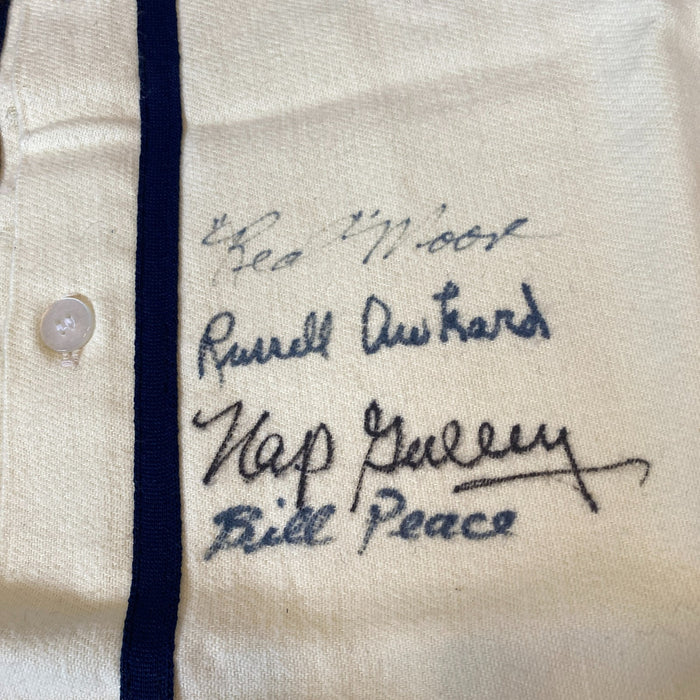 "Red" Moore
Russell Awkard
Nap Gulley
Bill Peace